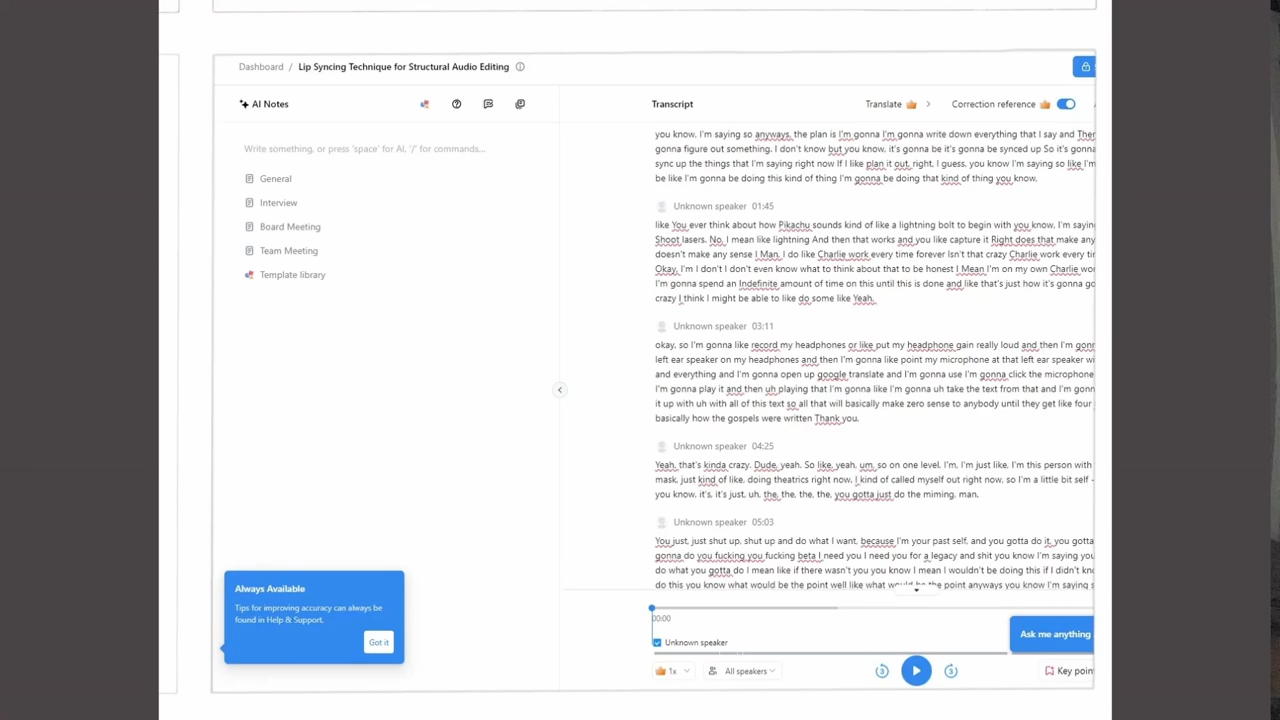 Dashboard / Lip Syncing Technique for Structural Audio Editing
AI Notes
Write something, or press 'space' for AI, '/' for commands...
General
Interview
Board Meeting
Team Meeting
Template library
Always Available
Tips for improving accuracy can always be
found in Help & Support.
Got it
Transcript
Translate
Correction reference
you know, I'm saying so anyways, the plan is I'm gonna I'm gonna write down everything that I say and Ther
gonna figure out something. I don't know but you know, it's gonna be it's gonna be synced up So it's gonna
sync up the things that I'm saying right now If I like plan it out, right, I guess, you know I'm saying so like I'm
be like I'm gonna be doing this kind of thing I'm gonna be doing that kind of thing you know,
Unknown speaker 01:45
like You ever think about how Pikachu sounds kind of like a lightning bolt to begin with you know, I'm saying
Shoot lasers. No, I mean like lightning And then that works and you like capture it Right does that make any
doesn't make any sense I Man, I do like Charlie work every time forever Isn't that crazy Charlie work every tim
Okay, I'm I don't I don't even know what to think about that to be honest I Mean I'm on my own Charlie wor
I'm gonna spend an Indefinite amount of time on this until this is done and like that's just how it's gonna go
crazy I think I might be able to like do some like Yeah,
Unknown speaker 03:11
okay, so I'm gonna like record my headphones or like put my headphone gain really loud and then I'm gonn
left ear speaker on my headphones and then I'm gonna like point my microphone at that left ear speaker wi
and everything and I'm gonna open up google translate and I'm gonna use I'm gonna click the microphone
I'm gonna play it and then uh playing that I'm gonna like I'm gonna uh take the text from that and I'm gonn
it up with uh with all of this text so all that will basically make zero sense to anybody until they get like four
basically how the gospels were written Thank you.
Unknown speaker 04:25
Yeah, that's kinda crazy. Dude, yeah. So like, yeah, um, so on one level, I'm, I'm just like, I'm this person with
mask, just kind of like, doing theatrics right now, I kind of called myself out right now, so I'm a little bit self -
you know, it's, it's just, uh, the, the, the, the, you gotta just do the miming, man.
Unknown speaker 05:03
You just, just shut up, shut up and do what I want, because I'm your past self, and you gotta do it, you gotta
gonna do you fucking you fucking beta I need you I need you for a legacy and shit you know I'm saying you
do what you gotta do I mean like if there wasn't you you know I mean I wouldn't be doing this if I didn't kno
do this you know what would be the point well like what would be the point anyways you know I'm saying s
00:00
Unknown speaker
Ask me anything
1x
All speakers
3
3
Key poin